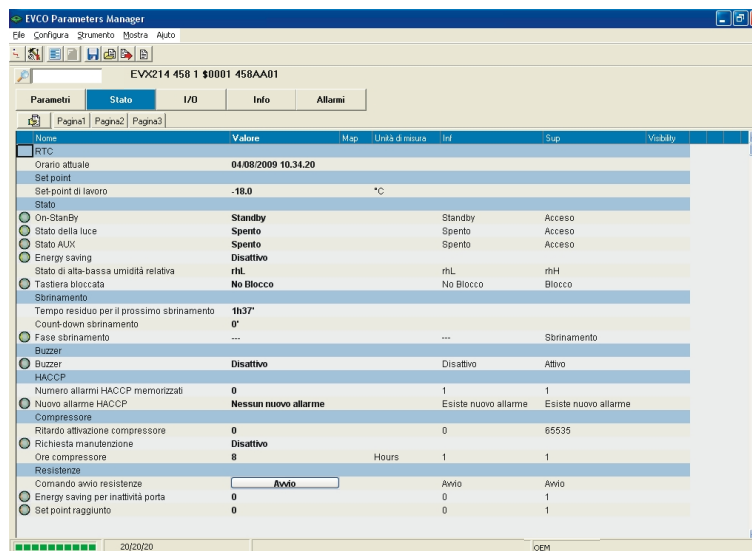 EVCO Parameters Manager
File Configura Strumento Mostra Aiuto
EVX214 458 1 $0001 458AA01
Parametri Stato I/O Info Allarmi
Pagina1 Pagina2 Pagina3
Nome Valore Map Unità di misura Inf Sup Visibility
RTC
Orario attuale 04/08/2009 10.34.20
Set point
Set-point di lavoro -18.0 °C
Stato
On-StanBy Standby Standby Acceso
Stato della luce Spento Spento Acceso
Stato AUX Spento Spento Acceso
Energy saving Disattivo
Stato di alta-bassa umidità relativa rhL rhL rhH
Tastiera bloccata No Blocco No Blocco Blocco
Sbrinamento
Tempo residuo per il prossimo sbrinamento 1h37'
Count-down sbrinamento 0'
Fase sbrinamento --- --- Sbrinamento
Buzzer
Buzzer Disattivo Disattivo Attivo
HACCP
Numero allarmi HACCP memorizzati 0 1 1
Nuovo allarme HACCP Nessun nuovo allarme Esiste nuovo allarme Esiste nuovo allarme
Compressore
Ritardo attivazione compressore 0 0 65535
Richiesta manutenzione Disattivo
Ore compressore 8 Hours 1 1
Resistenze
Comando avvio resistenze Avvio Avvio Avvio
Energy saving per inattività porta 0 0 1
Set point raggiunto 0 0 1
20/20/20 OEM